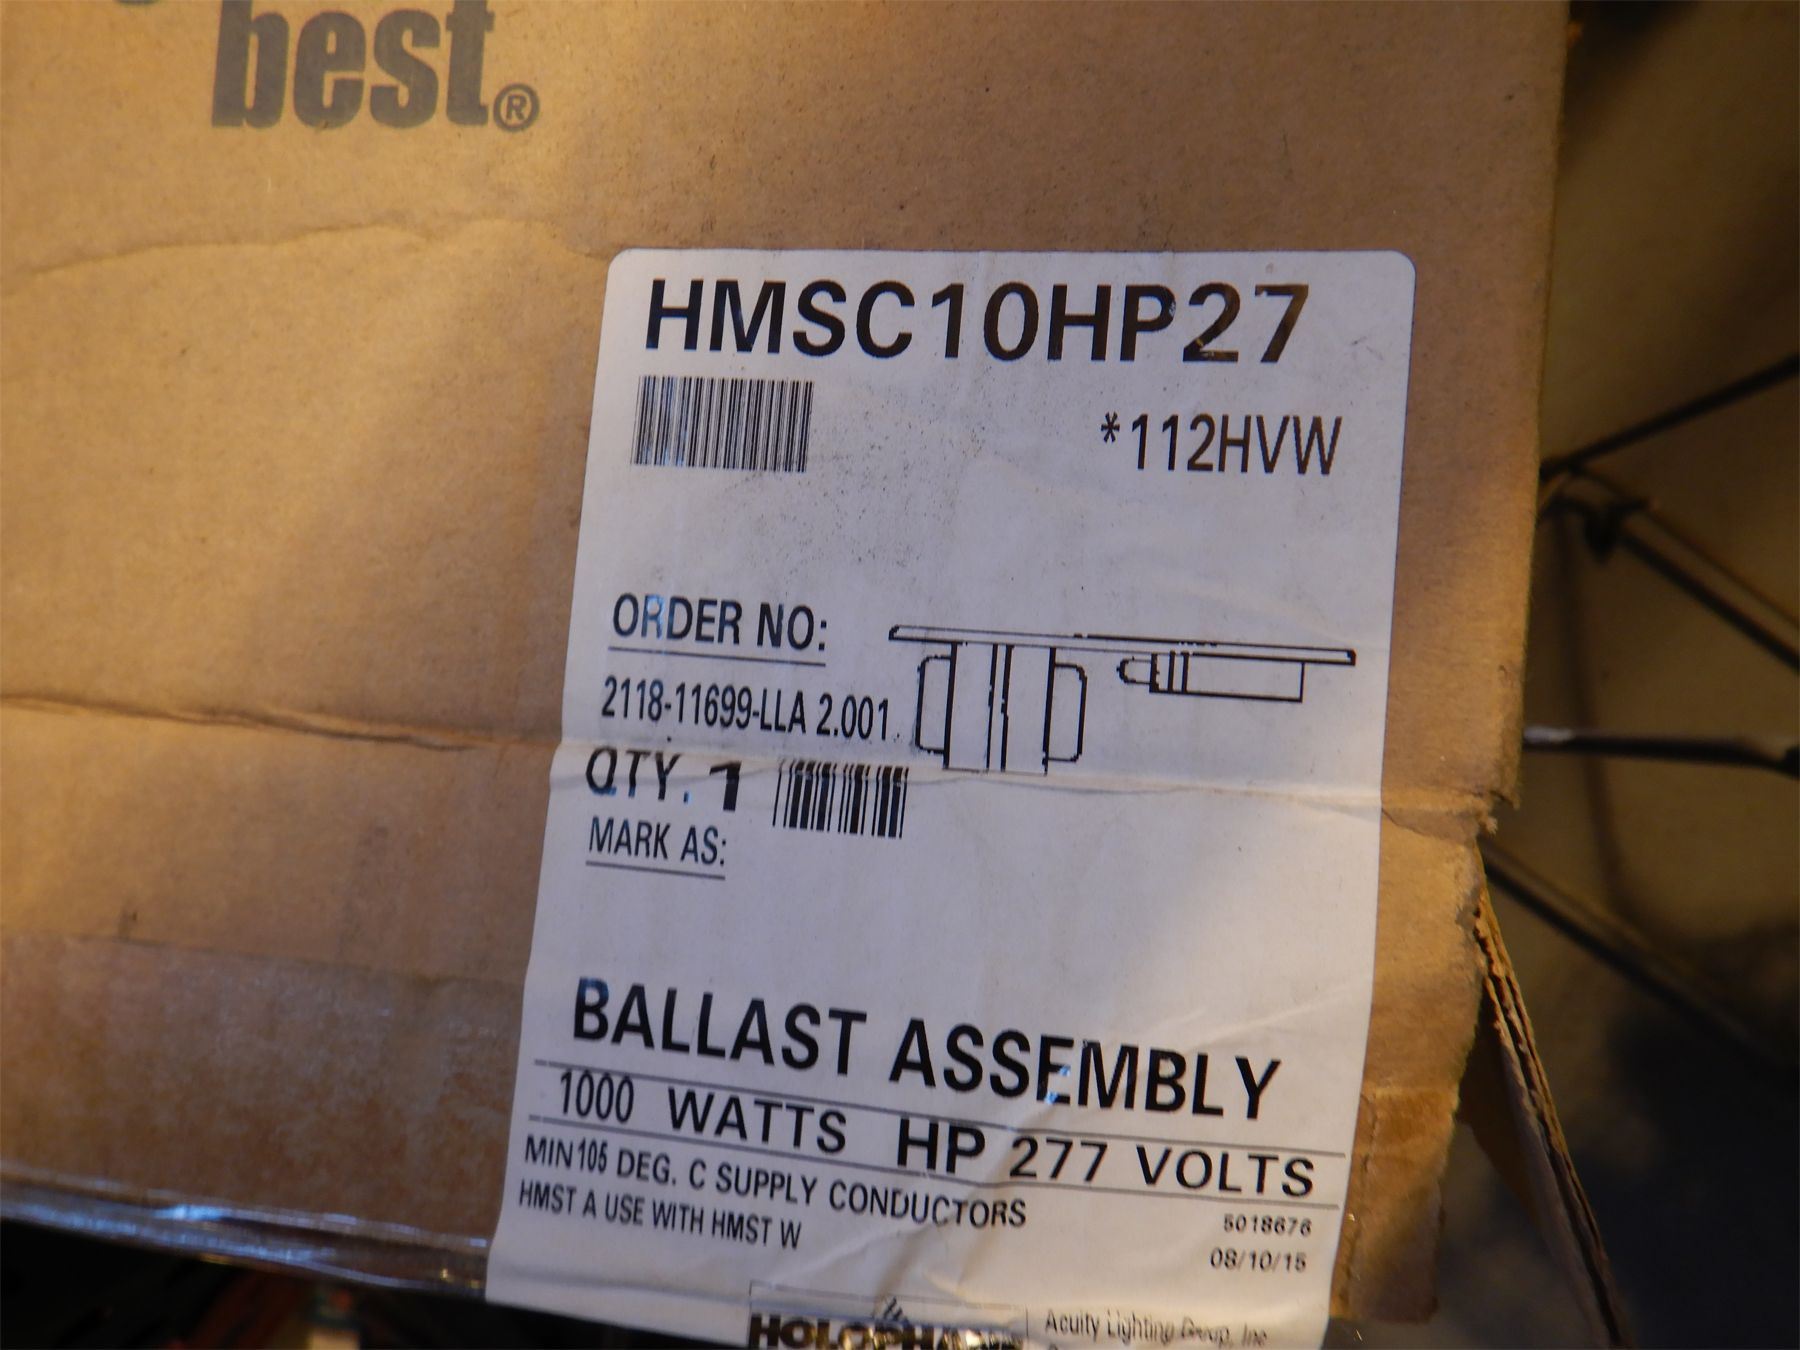 best®
HMSC10HP27
*112HVW
ORDER NO:
2118-11699-LLA 2.001
QTY. 1
MARK AS:
BALLAST ASSEMBLY
1000 WATTS HP 277 VOLTS
MIN 105 DEG. C SUPPLY CONDUCTORS
HMST A USE WITH HMST W
5018676
08/10/15
Acuity Lighting Group, Inc